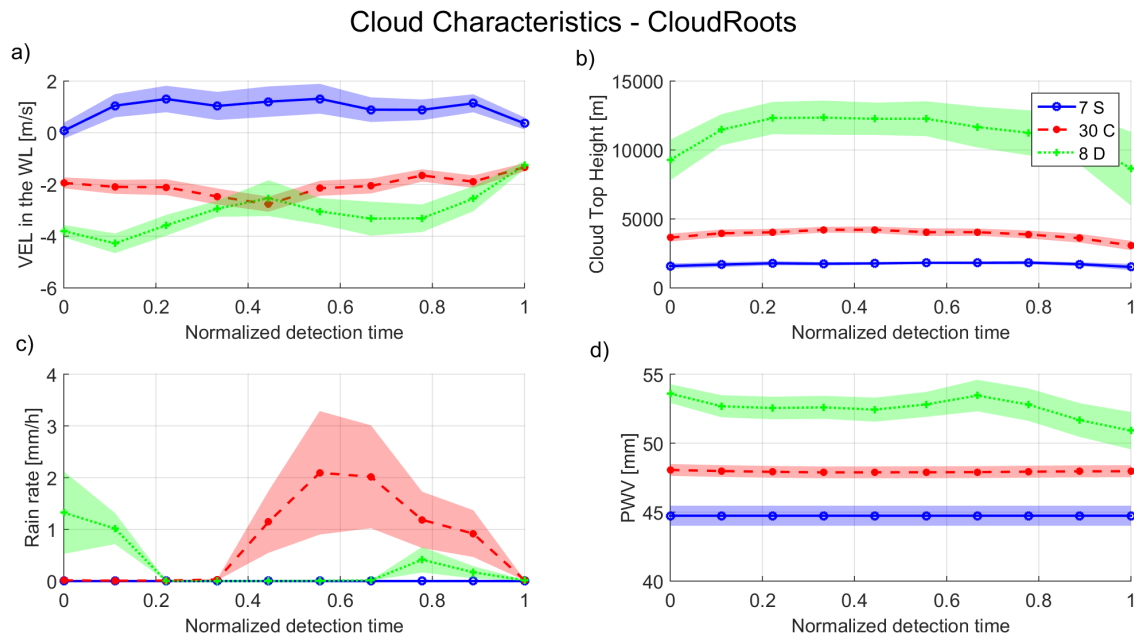 Cloud Characteristics - CloudRoots
a)
VEL in the WL [m/s]
2
0
-2
-4
-6
0
0.2
0.4
0.6
0.8
1
Normalized detection time
b)
Cloud Top Height [m]
15000
10000
5000
0
7 S
30 C
8 D
0
0.2
0.4
0.6
0.8
1
Normalized detection time
c)
Rain rate [mm/h]
4
3
2
1
0
0
0.2
0.4
0.6
0.8
1
Normalized detection time
d)
PWV [mm]
55
50
45
40
0
0.2
0.4
0.6
0.8
1
Normalized detection time